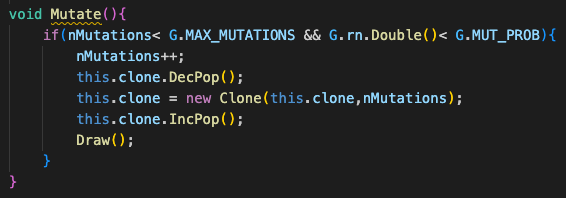 void Mutate(){
if(nMutations< G.MAX_MUTATIONS && G.rn.Double()< G.MUT_PROB){
nMutations++;
this.clone.DecPop();
this.clone = new Clone(this.clone,nMutations);
this.clone.IncPop();
Draw();
}
}